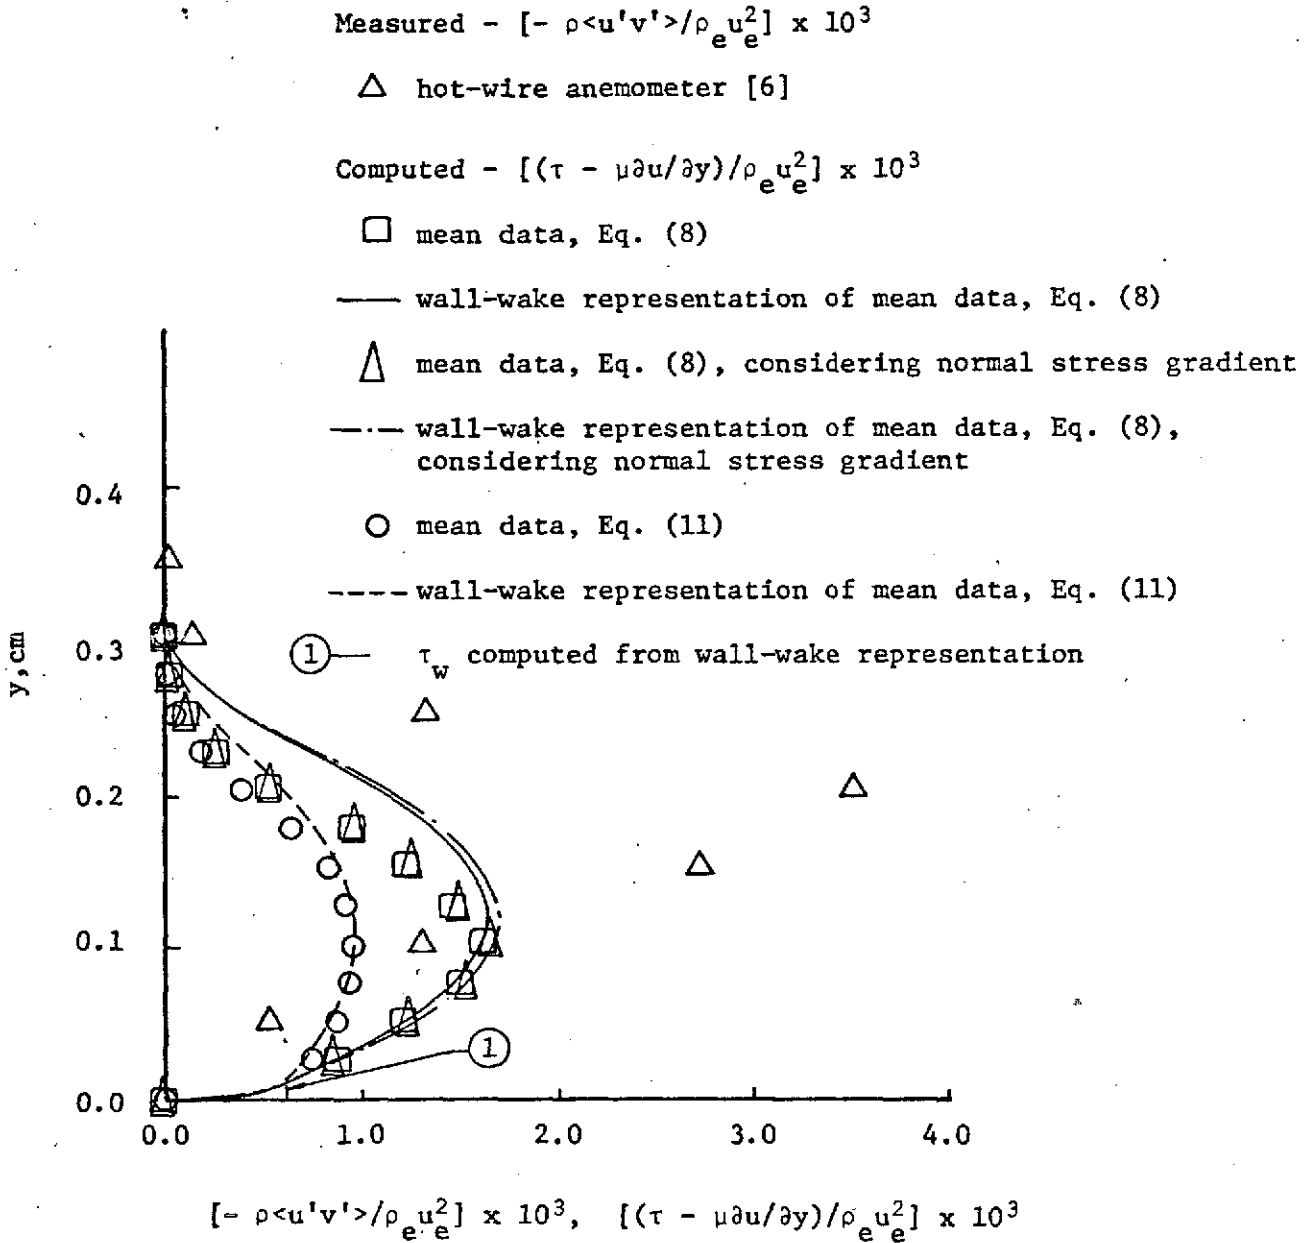 Measured - [- ρ<u'v'>/ρ_e u_e^2] x 10^3
△ hot-wire anemometer [6]
Computed - [(τ - μ∂u/∂y)/ρ_e u_e^2] x 10^3
□ mean data, Eq. (8)
—— wall-wake representation of mean data, Eq. (8)
△ mean data, Eq. (8), considering normal stress gradient
—·— wall-wake representation of mean data, Eq. (8),
considering normal stress gradient
○ mean data, Eq. (11)
---- wall-wake representation of mean data, Eq. (11)
① — τ_w computed from wall-wake representation
0.4
0.3
0.2
0.1
0.0
y,cm
①
0.0 1.0 2.0 3.0 4.0
[- ρ<u'v'>/ρ_e u_e^2] x 10^3, [(τ - μ∂u/∂y)/ρ_e u_e^2] x 10^3